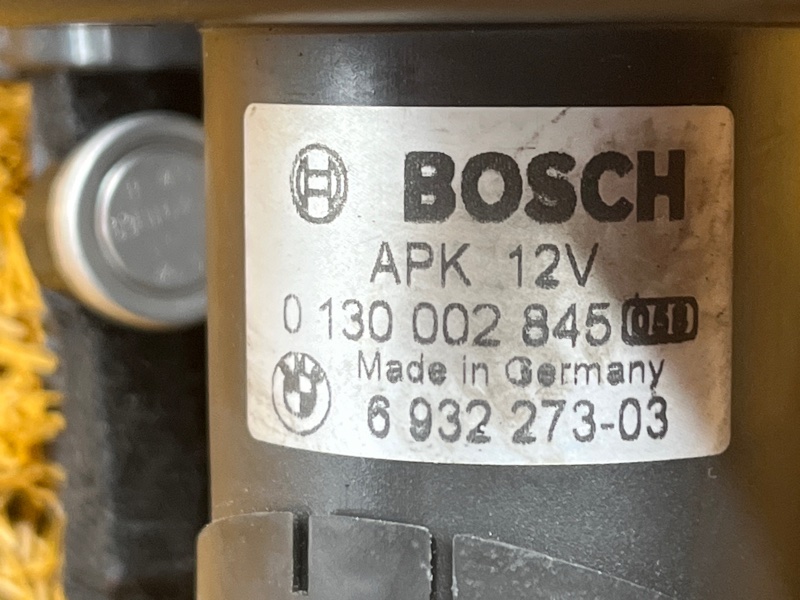 BOSCH
APK 12V
0 130 002 845
Made in Germany
6 932 273-03